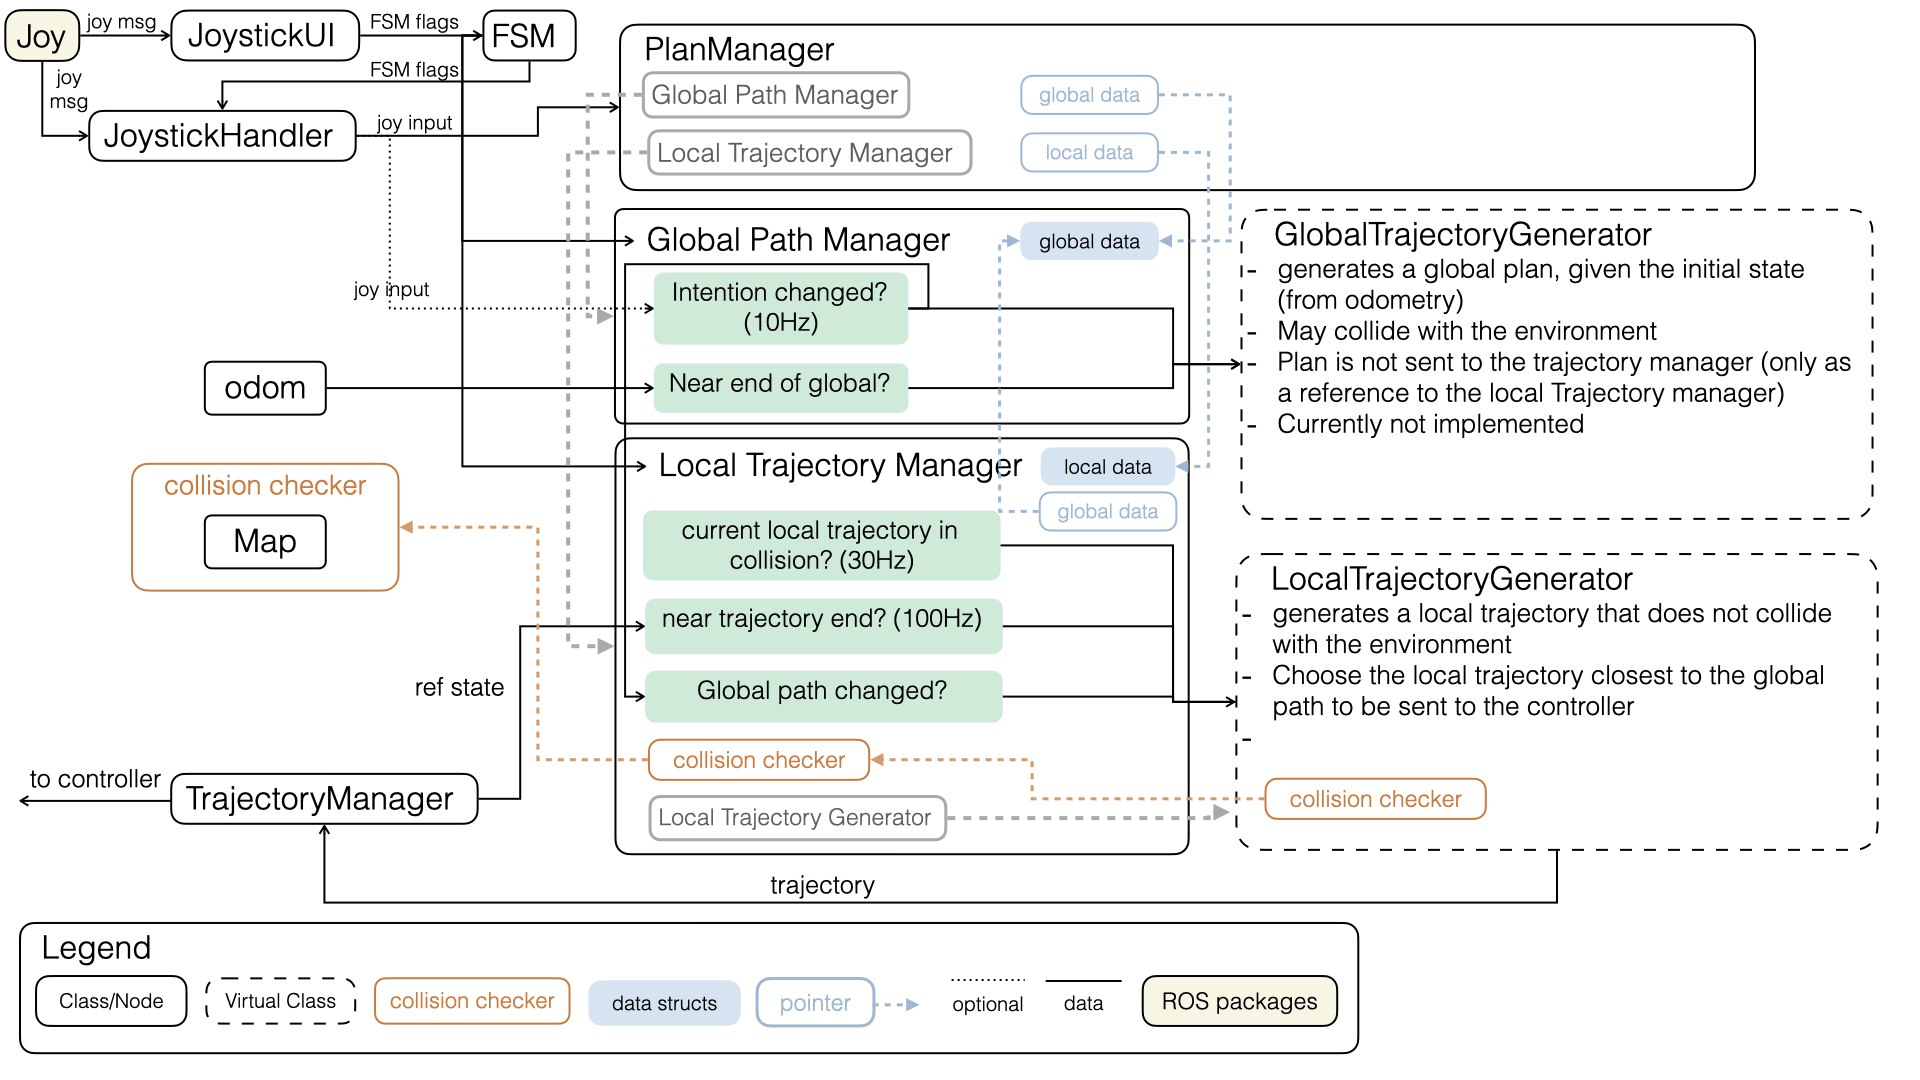 Joy
joy msg
JoystickUI
FSM flags
FSM
joy
msg
FSM flags
JoystickHandler
joy input
PlanManager
Global Path Manager
global data
Local Trajectory Manager
local data
joy input
Global Path Manager
global data
Intention changed?
(10Hz)
odom
Near end of global?
GlobalTrajectoryGenerator
- generates a global plan, given the initial state
(from odometry)
- May collide with the environment
- Plan is not sent to the trajectory manager (only as
a reference to the local Trajectory manager)
- Currently not implemented
collision checker
Map
Local Trajectory Manager
local data
global data
current local trajectory in
collision? (30Hz)
near trajectory end? (100Hz)
Global path changed?
collision checker
Local Trajectory Generator
LocalTrajectoryGenerator
- generates a local trajectory that does not collide
with the environment
- Choose the local trajectory closest to the global
path to be sent to the controller
-
collision checker
ref state
to controller
TrajectoryManager
trajectory
Legend
Class/Node
Virtual Class
collision checker
data structs
pointer
optional
data
ROS packages